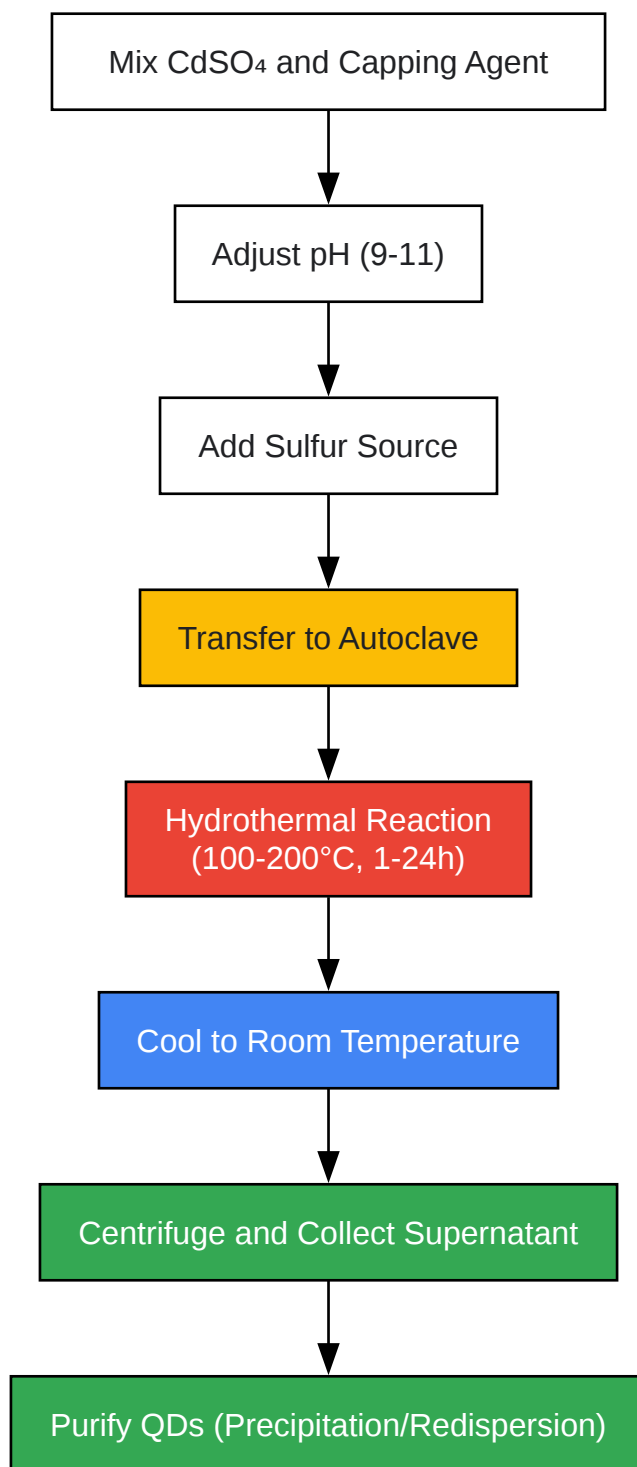 Mix CdSO₄ and Capping Agent
Adjust pH (9-11)
Add Sulfur Source
Transfer to Autoclave
Hydrothermal Reaction
(100-200°C, 1-24h)
Cool to Room Temperature
Centrifuge and Collect Supernatant
Purify QDs (Precipitation/Redispersion)